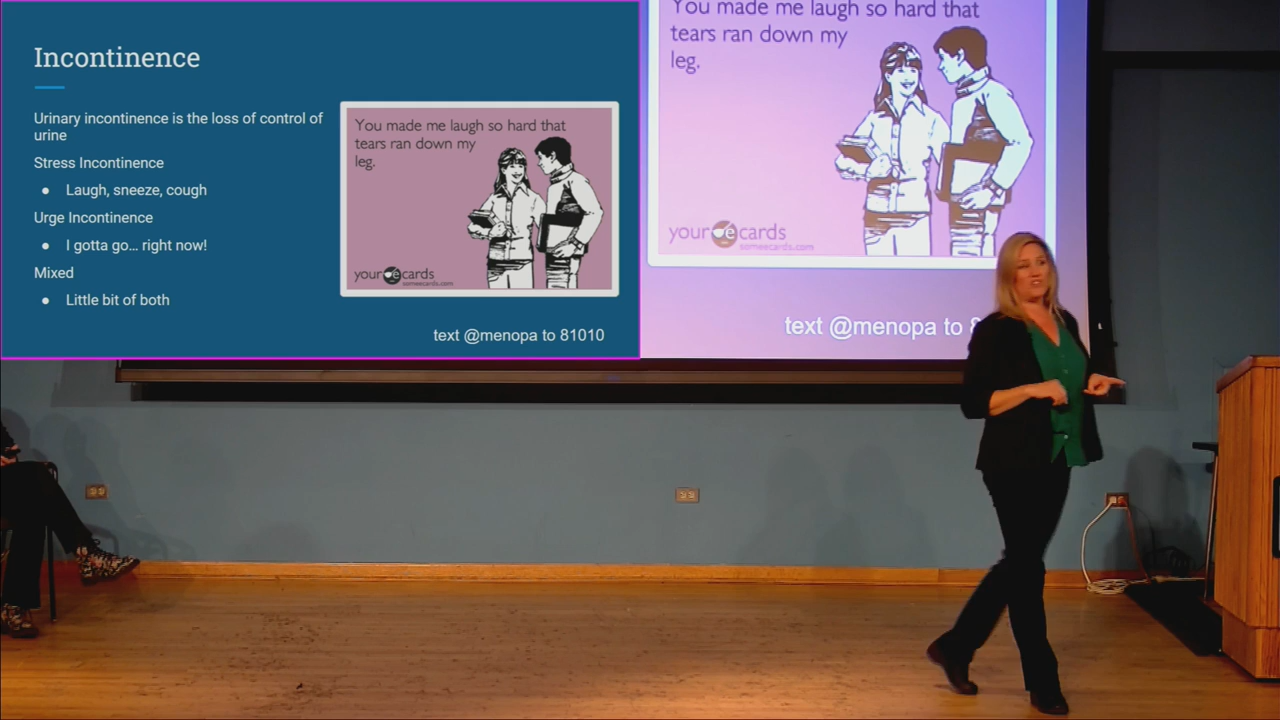 Incontinence
Urinary incontinence is the loss of control of
urine
Stress Incontinence
● Laugh, sneeze, cough
Urge Incontinence
● I gotta go... right now!
Mixed
● Little bit of both
You made me laugh so hard that
tears ran down my
leg.
your e cards
someecards.com
text @menopa to 81010
You made me laugh so hard that
tears ran down my
leg.
your e cards
someecards.com
text @menopa to 8